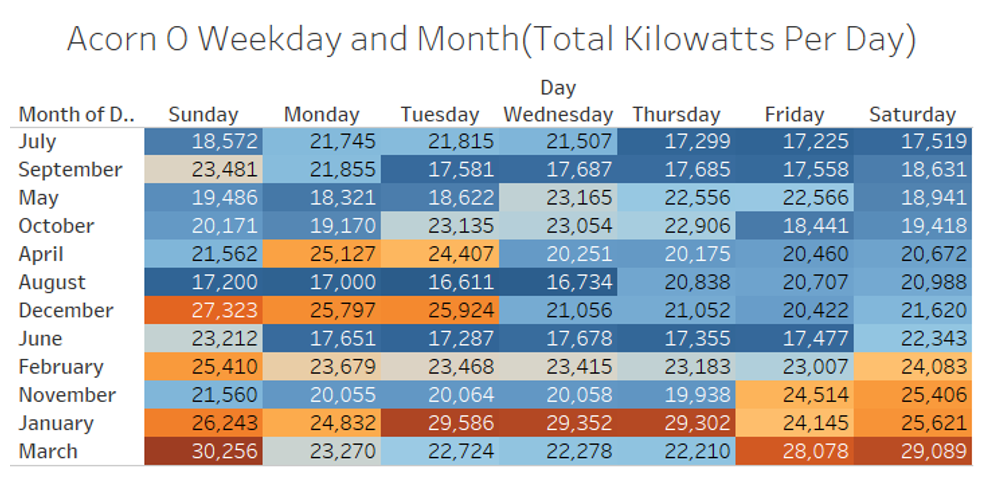 Acorn O Weekday and Month(Total Kilowatts Per Day)
Day
Month of D.. Sunday Monday Tuesday Wednesday Thursday Friday Saturday
July 18,572 21,745 21,815 21,507 17,299 17,225 17,519
September 23,481 21,855 17,581 17,687 17,685 17,558 18,631
May 19,486 18,321 18,622 23,165 22,556 22,566 18,941
October 20,171 19,170 23,135 23,054 22,906 18,441 19,418
April 21,562 25,127 24,407 20,251 20,175 20,460 20,672
August 17,200 17,000 16,611 16,734 20,838 20,707 20,988
December 27,323 25,797 25,924 21,056 21,052 20,422 21,620
June 23,212 17,651 17,287 17,678 17,355 17,477 22,343
February 25,410 23,679 23,468 23,415 23,183 23,007 24,083
November 21,560 20,055 20,064 20,058 19,938 24,514 25,406
January 26,243 24,832 29,586 29,352 29,302 24,145 25,621
March 30,256 23,270 22,724 22,278 22,210 28,078 29,089